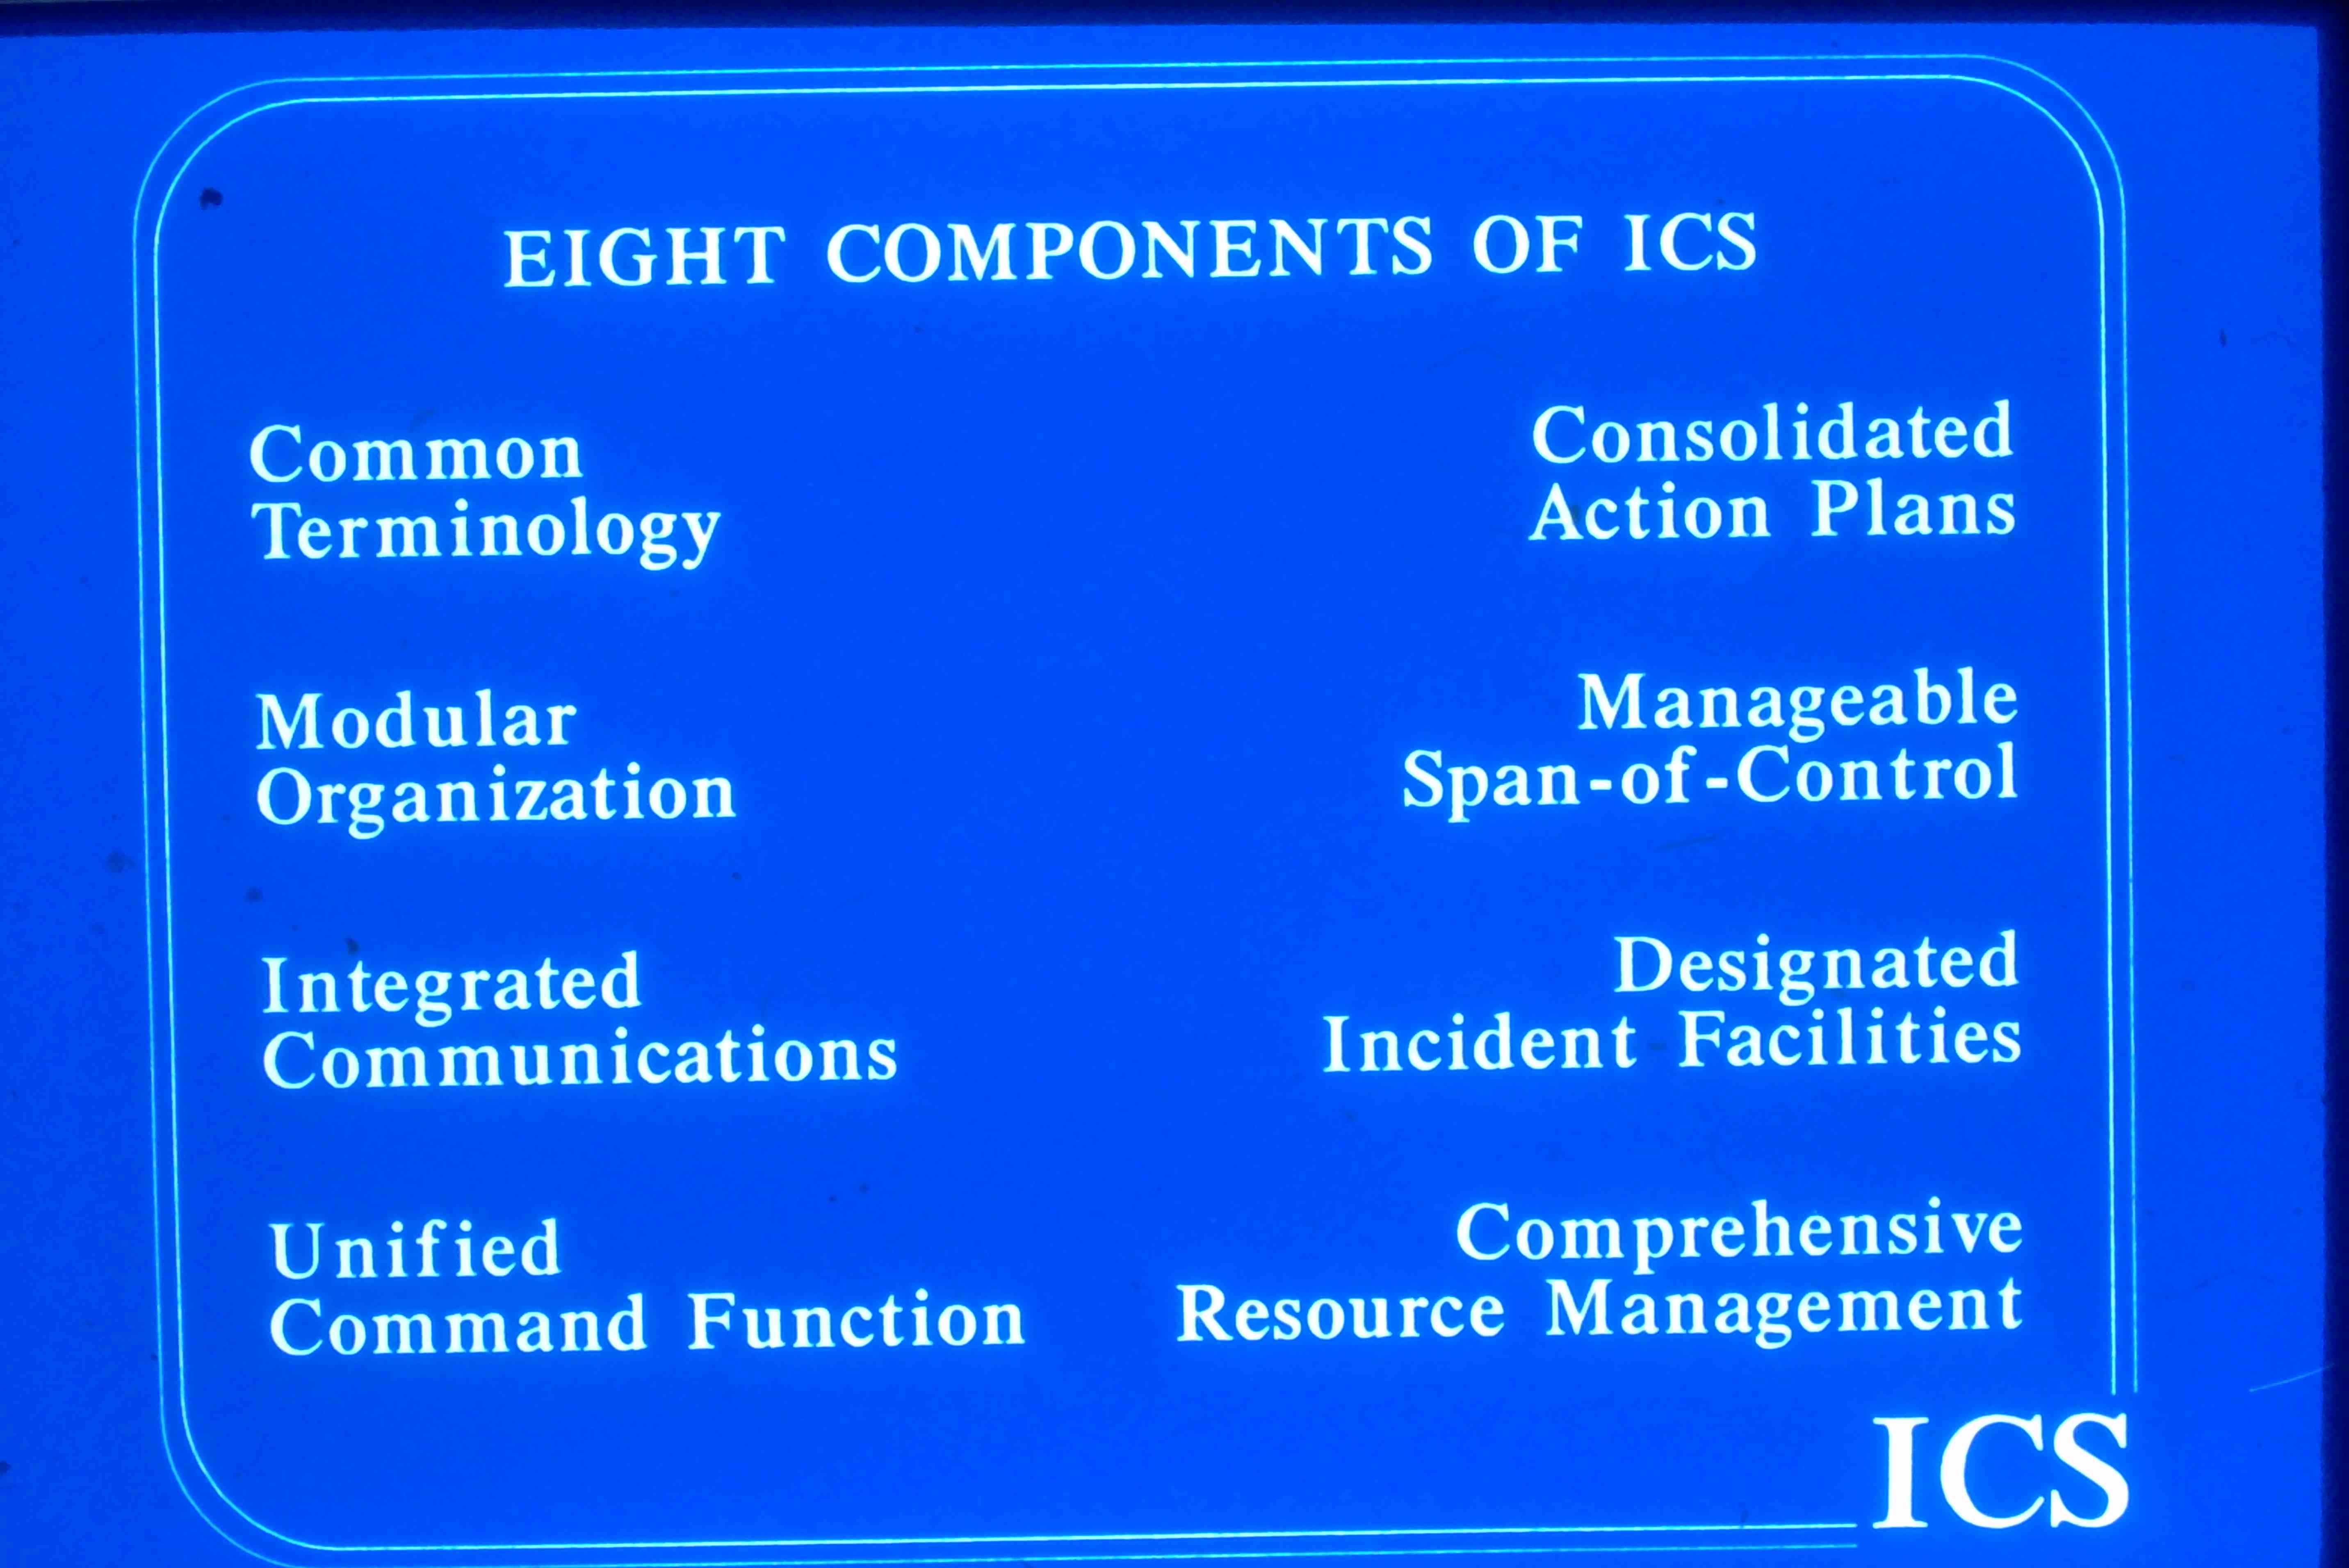 EIGHT COMPONENTS OF ICS
Common
Terminology
Modular
Organization
Integrated
Communications
Unified
Command Function
Consolidated
Action Plans
Manageable
Span-of-Control
Designated
Incident Facilities
Comprehensive
Resource Management
ICS